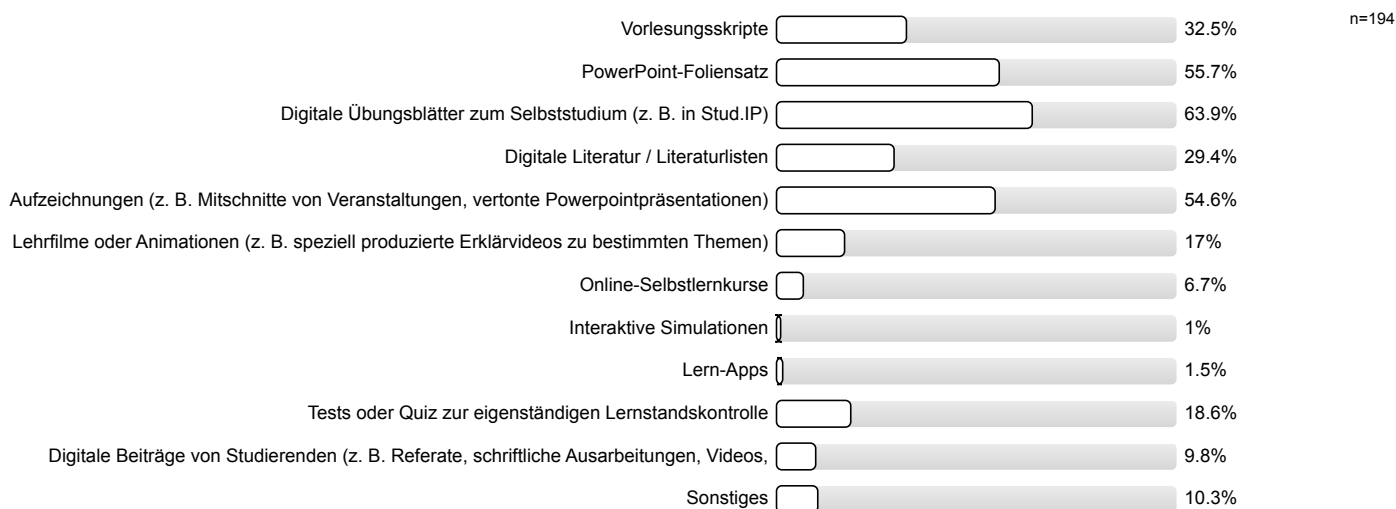 n=194
Vorlesungsskripte 32.5%
PowerPoint-Foliensatz 55.7%
Digitale Übungsblätter zum Selbststudium (z. B. in Stud.IP) 63.9%
Digitale Literatur / Literaturlisten 29.4%
Aufzeichnungen (z. B. Mitschnitte von Veranstaltungen, vertonte Powerpointpräsentationen) 54.6%
Lehrfilme oder Animationen (z. B. speziell produzierte Erklärvideos zu bestimmten Themen) 17%
Online-Selbstlernkurse 6.7%
Interaktive Simulationen 1%
Lern-Apps 1.5%
Tests oder Quiz zur eigenständigen Lernstandskontrolle 18.6%
Digitale Beiträge von Studierenden (z. B. Referate, schriftliche Ausarbeitungen, Videos, 9.8%
Sonstiges 10.3%